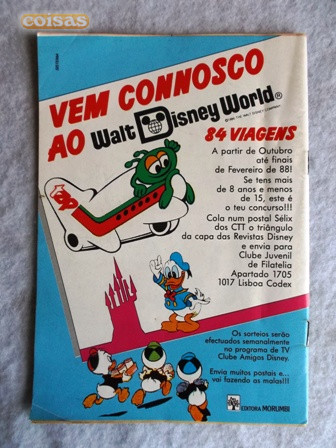 coisas
VEM CONNOSCO
AO Walt Disney World®
84 VIAGENS
A partir de Outubro
até finais
de Fevereiro de 88!
Se tens mais
de 8 anos e menos
de 15, este é
o teu concurso!!!
Cola num postal Sélix
dos CTT o triângulo
da capa das Revistas Disney
e envia para
Clube Juvenil
de Filatelia
Apartado 1705
1017 Lisboa Codex
Os sorteios serão
efectuados semanalmente
no programa de TV
Clube Amigos Disney.
Envia muitos postais e...
vai fazendo as malas!!!
EDITORA MORUMBI